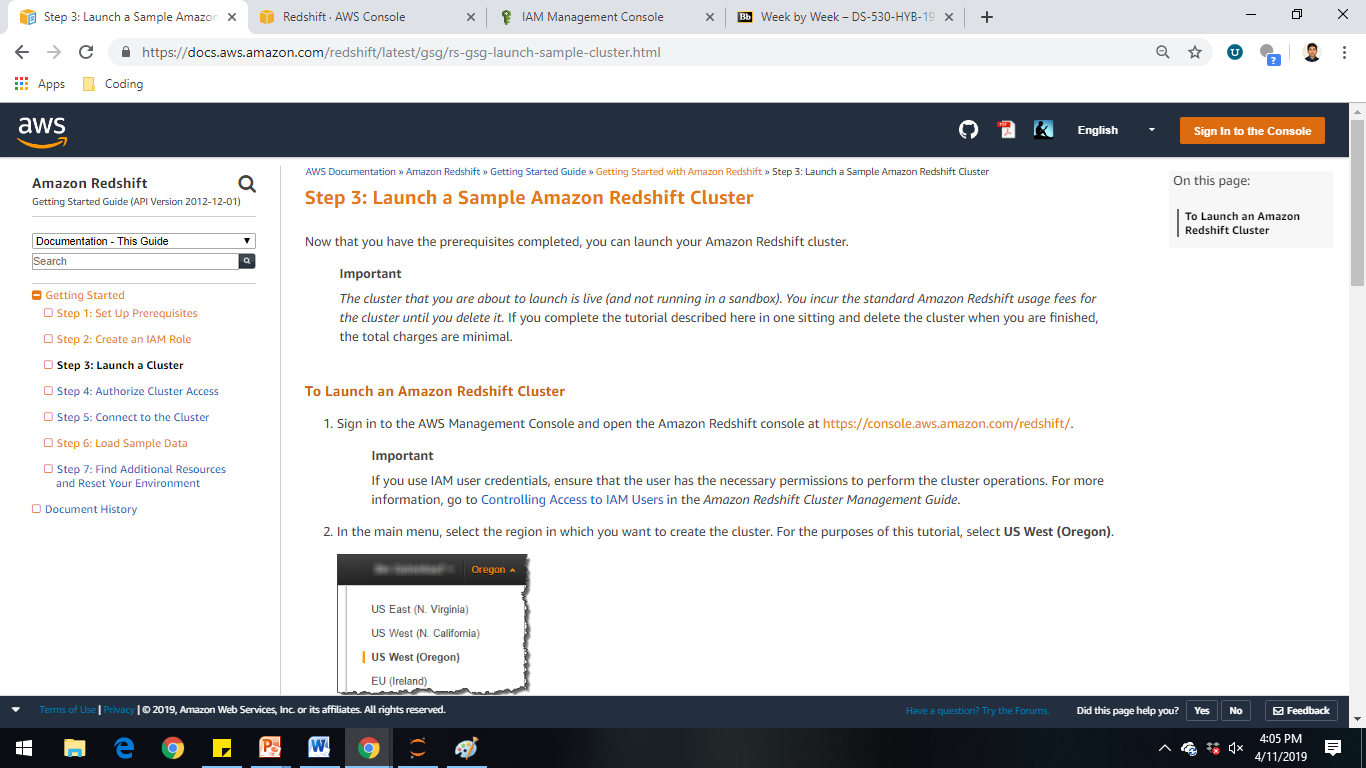 Step 3: Launch a Sample Amazon
Redshift · AWS Console
IAM Management Console
Bb
Week by Week – DS-530-HYB-19
https://docs.aws.amazon.com/redshift/latest/gsg/rs-gsg-launch-sample-cluster.html
Apps
Coding
aws
English
Sign In to the Console
Amazon Redshift
Getting Started Guide (API Version 2012-12-01)
Documentation - This Guide
Search
Getting Started
Step 1: Set Up Prerequisites
Step 2: Create an IAM Role
Step 3: Launch a Cluster
Step 4: Authorize Cluster Access
Step 5: Connect to the Cluster
Step 6: Load Sample Data
Step 7: Find Additional Resources
and Reset Your Environment
Document History
AWS Documentation » Amazon Redshift » Getting Started Guide » Getting Started with Amazon Redshift » Step 3: Launch a Sample Amazon Redshift Cluster
Step 3: Launch a Sample Amazon Redshift Cluster
Now that you have the prerequisites completed, you can launch your Amazon Redshift cluster.
Important
The cluster that you are about to launch is live (and not running in a sandbox). You incur the standard Amazon Redshift usage fees for
the cluster until you delete it. If you complete the tutorial described here in one sitting and delete the cluster when you are finished,
the total charges are minimal.
To Launch an Amazon Redshift Cluster
1. Sign in to the AWS Management Console and open the Amazon Redshift console at https://console.aws.amazon.com/redshift/.
Important
If you use IAM user credentials, ensure that the user has the necessary permissions to perform the cluster operations. For more
information, go to Controlling Access to IAM Users in the Amazon Redshift Cluster Management Guide.
2. In the main menu, select the region in which you want to create the cluster. For the purposes of this tutorial, select US West (Oregon).
Oregon
US East (N. Virginia)
US West (N. California)
US West (Oregon)
EU (Ireland)
On this page:
To Launch an Amazon
Redshift Cluster
Terms of Use | Privacy | © 2019, Amazon Web Services, Inc. or its affiliates. All rights reserved.
Have a question? Try the Forums.
Did this page help you?
Yes
No
Feedback
4:05 PM
4/11/2019